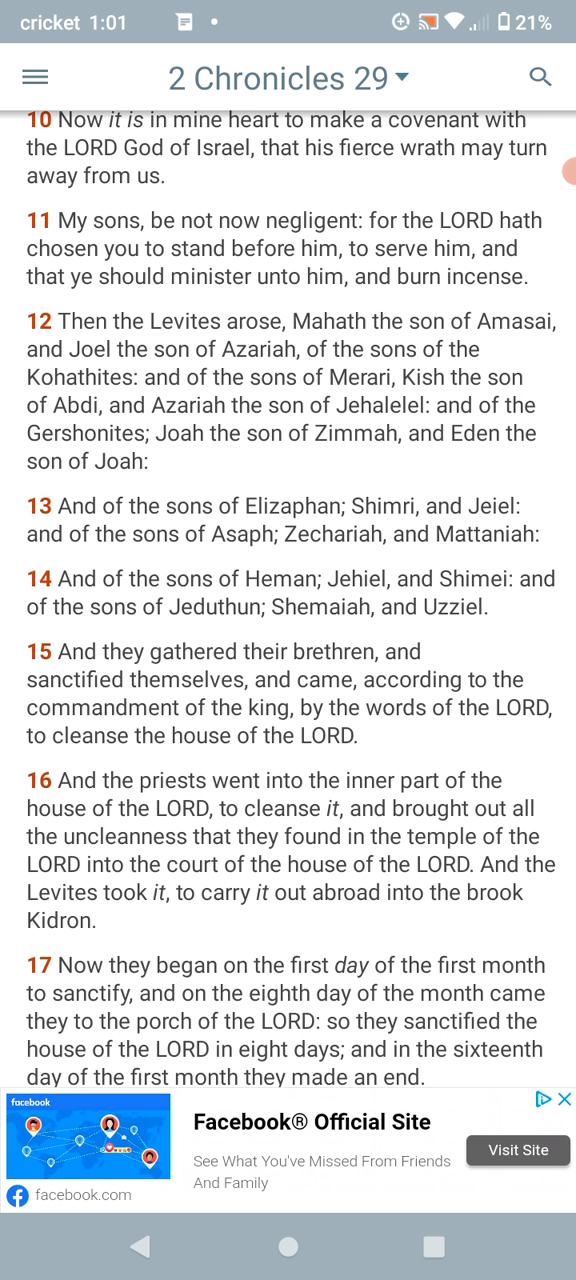 cricket 1:01
21%
2 Chronicles 29
10 Now it is in mine heart to make a covenant with
the LORD God of Israel, that his fierce wrath may turn
away from us.
11 My sons, be not now negligent: for the LORD hath
chosen you to stand before him, to serve him, and
that ye should minister unto him, and burn incense.
12 Then the Levites arose, Mahath the son of Amasai,
and Joel the son of Azariah, of the sons of the
Kohathites: and of the sons of Merari, Kish the son
of Abdi, and Azariah the son of Jehalelel: and of the
Gershonites; Joah the son of Zimmah, and Eden the
son of Joah:
13 And of the sons of Elizaphan; Shimri, and Jeiel:
and of the sons of Asaph; Zechariah, and Mattaniah:
14 And of the sons of Heman; Jehiel, and Shimei: and
of the sons of Jeduthun; Shemaiah, and Uzziel.
15 And they gathered their brethren, and
sanctified themselves, and came, according to the
commandment of the king, by the words of the LORD,
to cleanse the house of the LORD.
16 And the priests went into the inner part of the
house of the LORD, to cleanse it, and brought out all
the uncleanness that they found in the temple of the
LORD into the court of the house of the LORD. And the
Levites took it, to carry it out abroad into the brook
Kidron.
17 Now they began on the first day of the first month
to sanctify, and on the eighth day of the month came
they to the porch of the LORD: so they sanctified the
house of the LORD in eight days; and in the sixteenth
day of the first month they made an end.
facebook
Facebook® Official Site
See What You've Missed From Friends
And Family
Visit Site
facebook.com